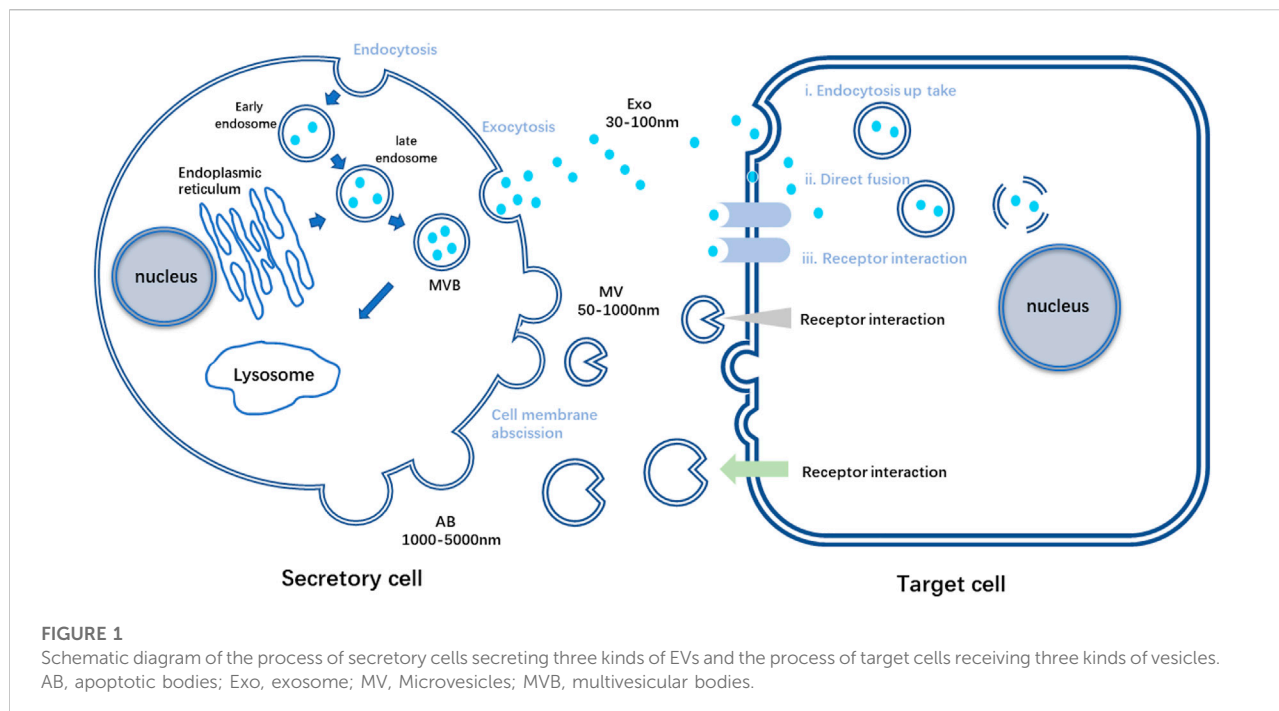 Endocytosis
Early
endosome
late
endosome
Endoplasmic
reticulum
nucleus
MVB
Lysosome
Exocytosis
Exo
30-100nm
MV
50-1000nm
Cell membrane
abscission
AB
1000-5000nm
Secretory cell
i. Endocytosis up take
ii. Direct fusion
iii. Receptor interaction
Receptor interaction
nucleus
Receptor interaction
Target cell
FIGURE 1
Schematic diagram of the process of secretory cells secreting three kinds of EVs and the process of target cells receiving three kinds of vesicles.
AB, apoptotic bodies; Exo, exosome; MV, Microvesicles; MVB, multivesicular bodies.